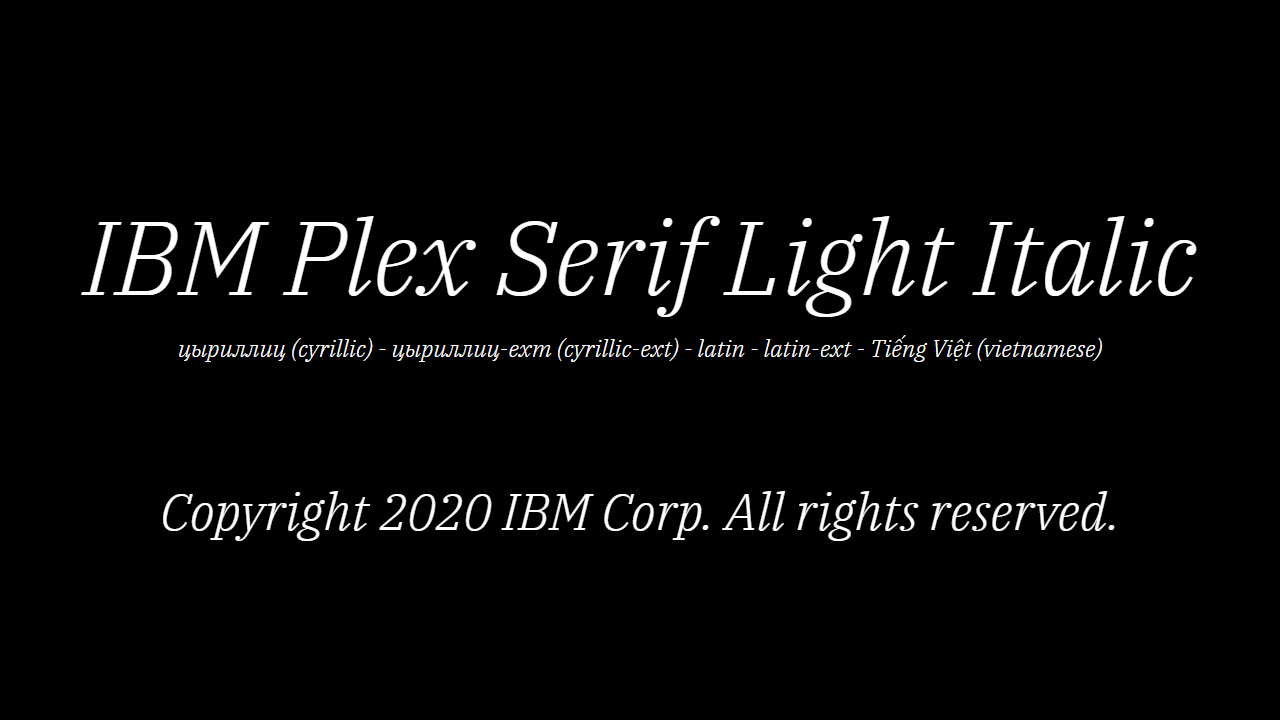 IBM Plex Serif Light Italic
цыриллиц (cyrillic) - цыриллиц-ext (cyrillic-ext) - latin - latin-ext - Tiếng Việt (vietnamese)
Copyright 2020 IBM Corp. All rights reserved.